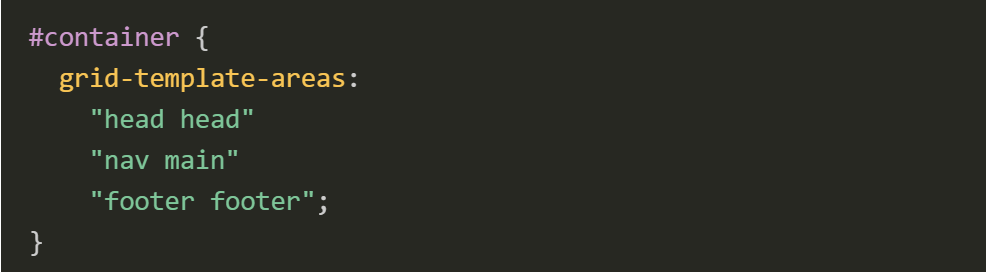 #container {
  grid-template-areas:
    "head head"
    "nav main"
    "footer footer";
}